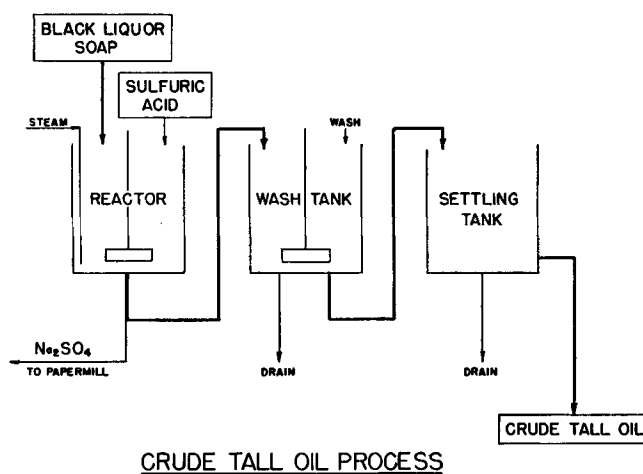 BLACK LIQUOR
SOAP
SULFURIC
ACID
STEAM
WASH
REACTOR
WASH TANK
SETTLING
TANK
Na₂SO₄
TO PAPERMILL
DRAIN
DRAIN
CRUDE TALL OIL
CRUDE TALL OIL PROCESS